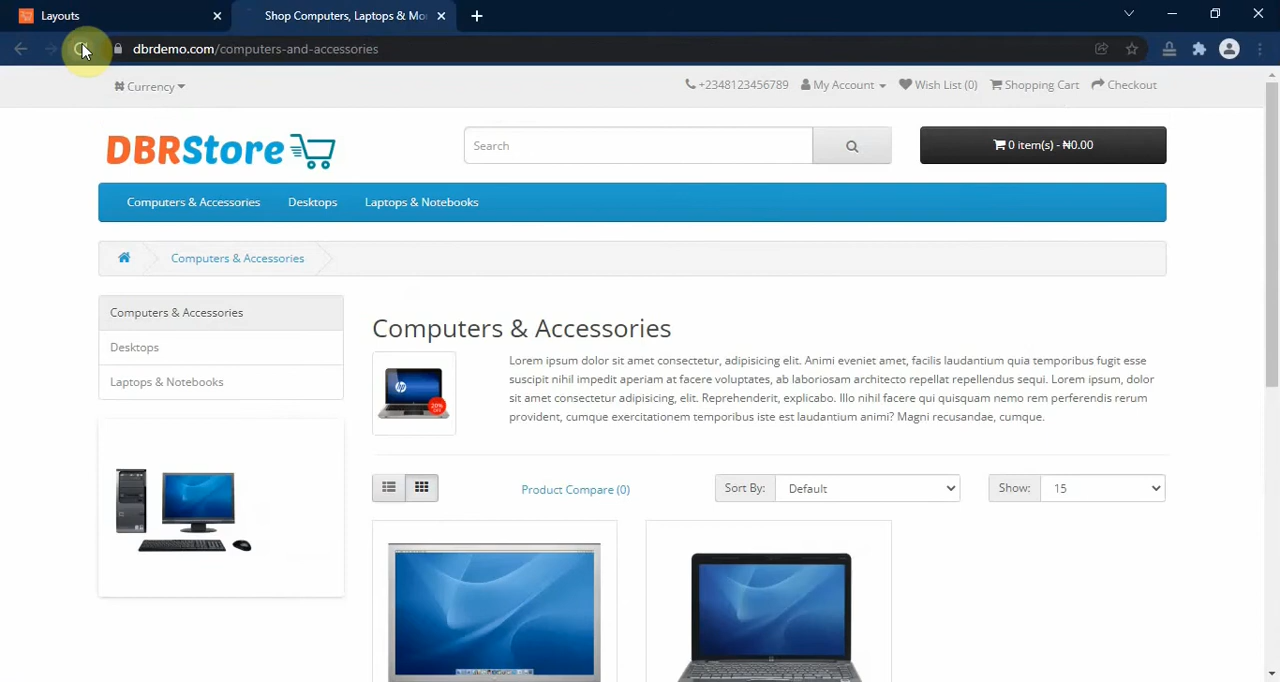 Layouts
Shop Computers, Laptops & Mo
dbrdemo.com/computers-and-accessories
Currency
+2348123456789
My Account
Wish List (0)
Shopping Cart
Checkout
DBRStore
Search
0 item(s) - ₦0.00
Computers & Accessories
Desktops
Laptops & Notebooks
Computers & Accessories
Computers & Accessories
Desktops
Laptops & Notebooks
Computers & Accessories
Lorem ipsum dolor sit amet consectetur, adipisicing elit. Animi eveniet amet, facilis laudantium quia temporibus fugit esse
suscipit nihil impedit aperiam at facere voluptates, ab laboriosam architecto repellat repellendus sequi. Lorem ipsum, dolor
sit amet consectetur adipisicing, elit. Reprehenderit, explicabo. Illo nihil facere qui quisquam nemo rem perferendis rerum
provident, cumque exercitationem temporibus iste est laudantium animi? Magni recusandae, cumque.
20%
OFF
Product Compare (0)
Sort By:
Default
Show:
15